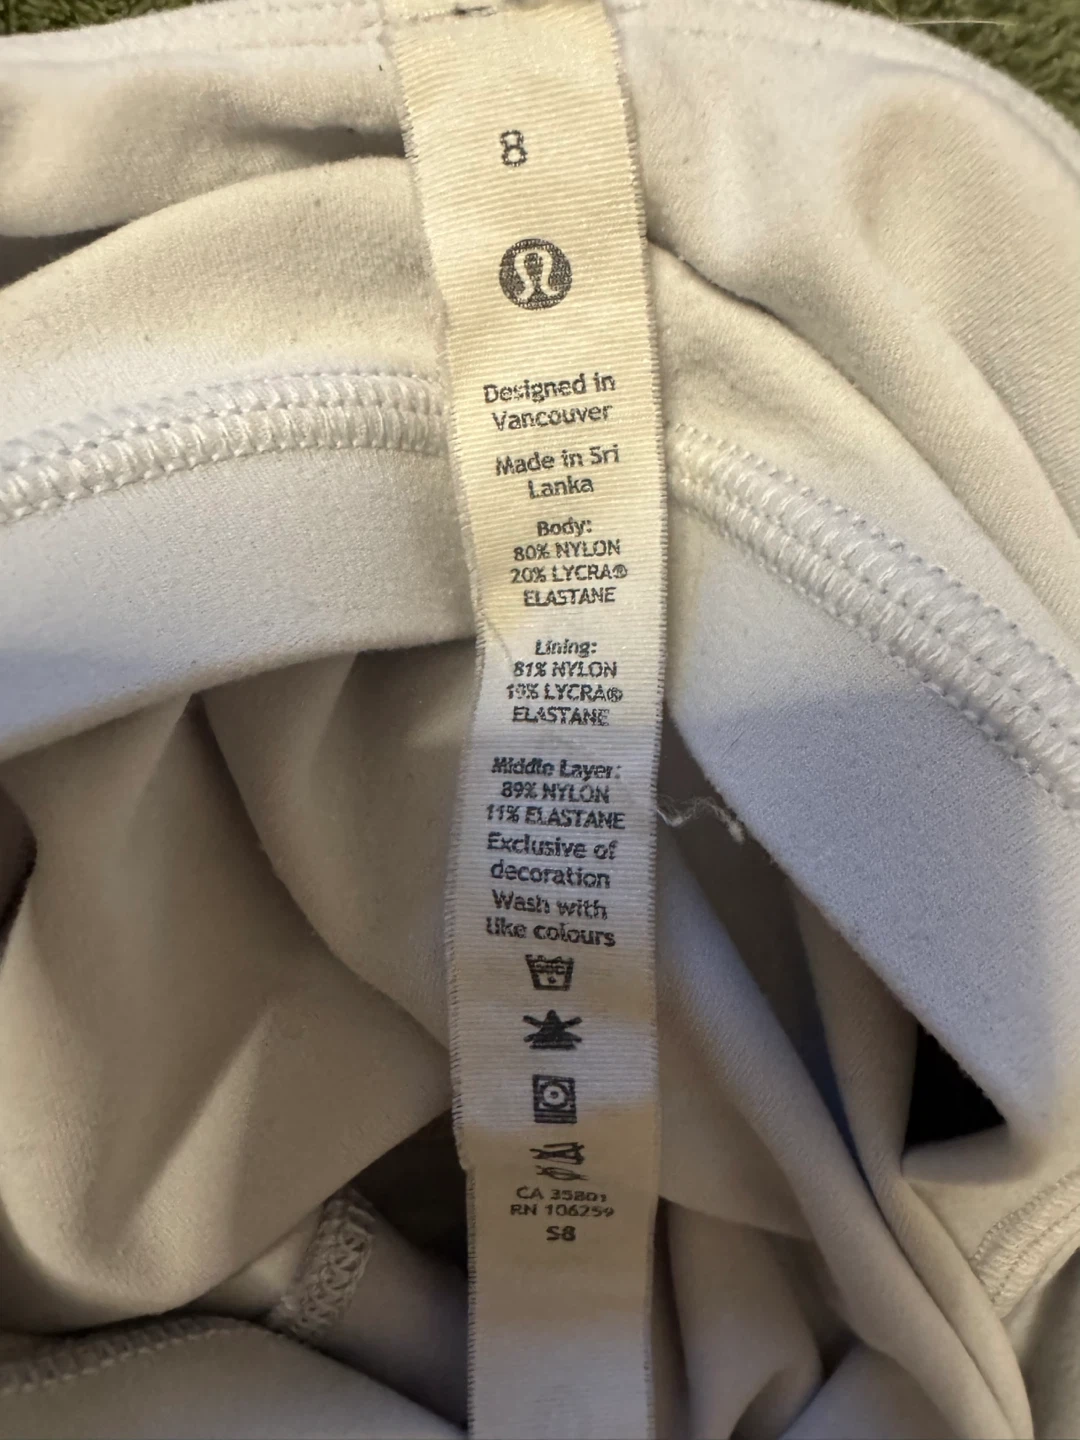 8
Designed in
Vancouver
Made in Sri
Lanka
Body:
80% NYLON
20% LYCRA®
ELASTANE
Lining:
81% NYLON
19% LYCRA®
ELASTANE
Middle Layer:
89% NYLON
11% ELASTANE
Exclusive of
decoration
Wash with
like colours
CA 35801
RN 106259
S8